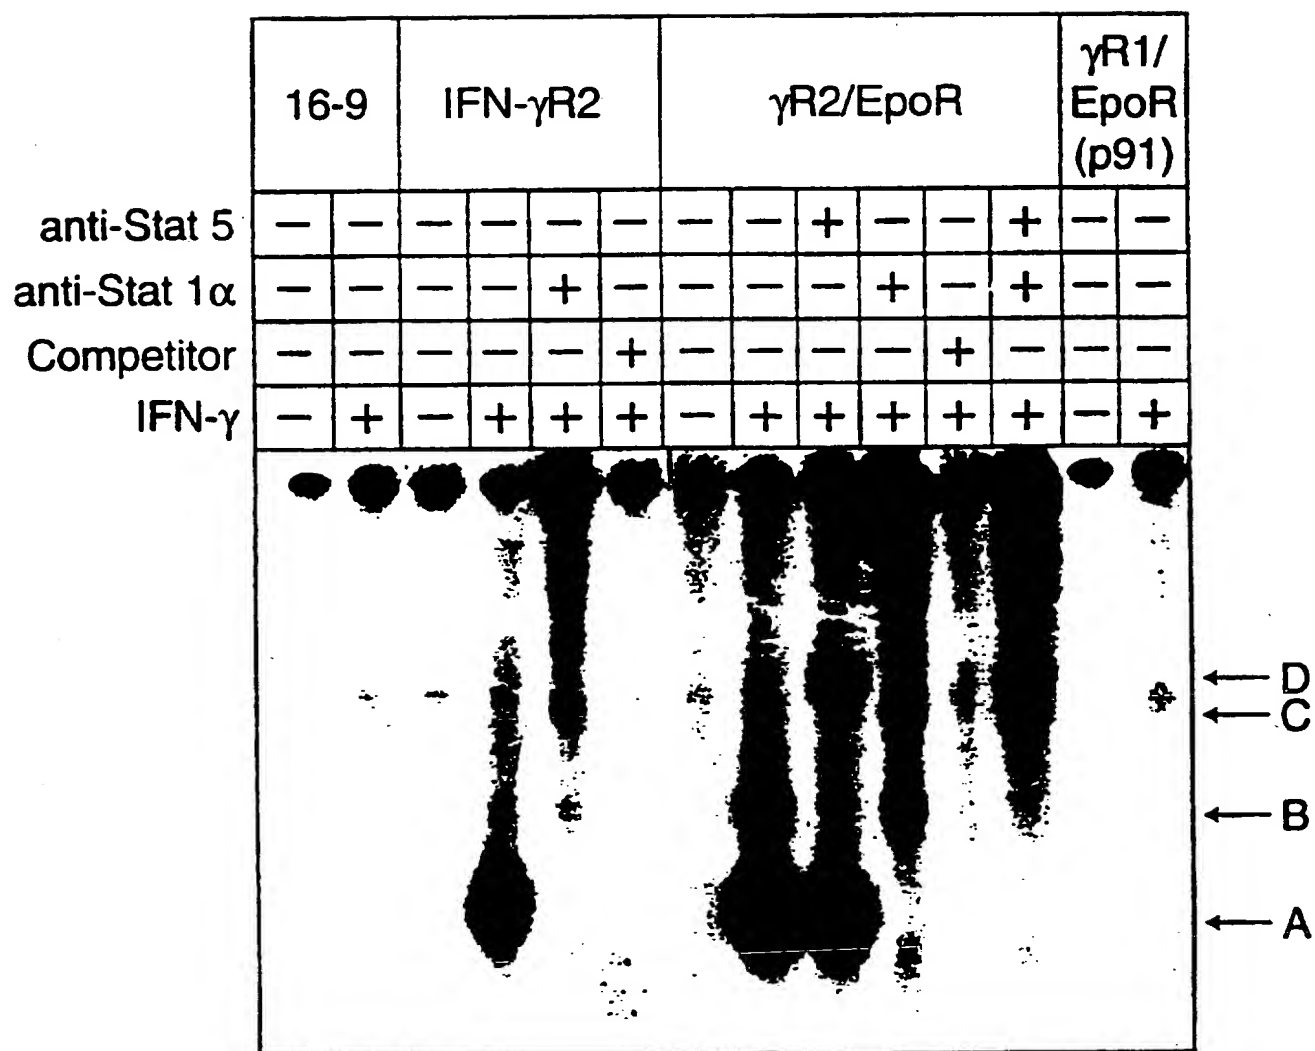 16-9 IFN-γR2 γR2/EpoR γR1/
EpoR
(p91)
anti-Stat 5 − − − − − − − − + − − + − −
anti-Stat 1α − − − − + − − − − + − + − −
Competitor − − − − − + − − − − + − − −
IFN-γ − + − + + + − + + + + + − +
D
C
B
A